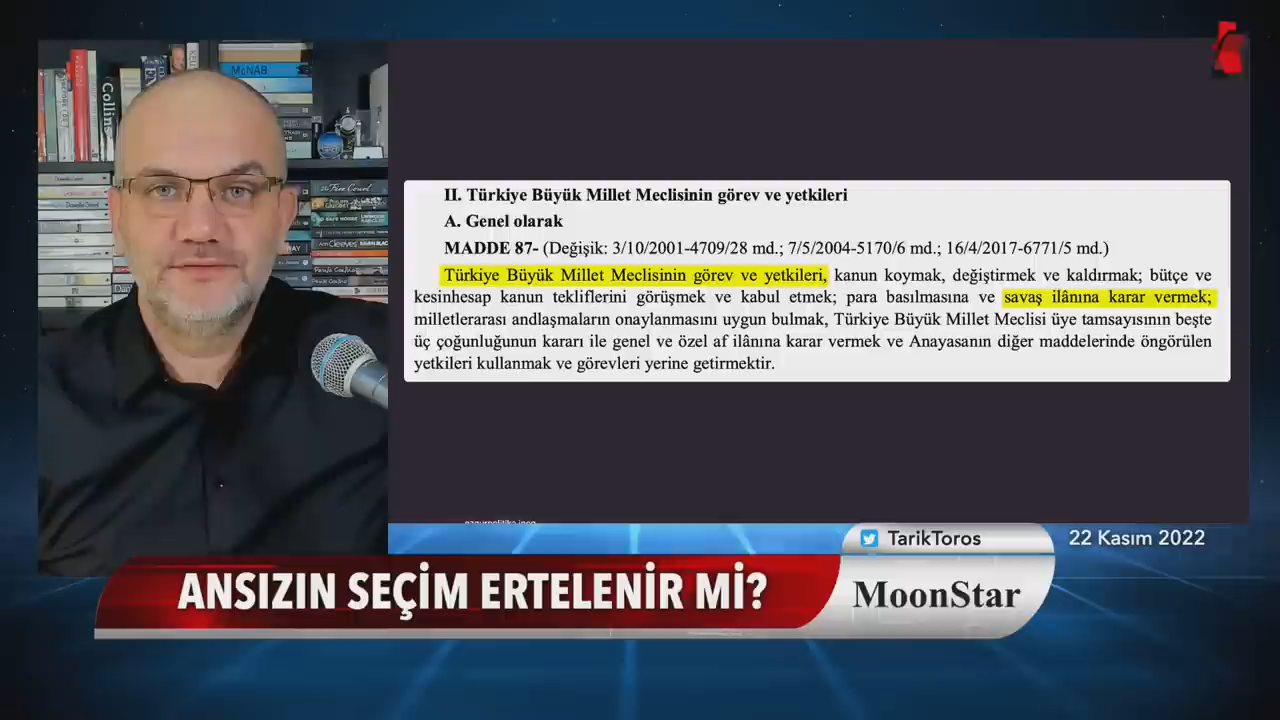 McNAB
Collins
II. Türkiye Büyük Millet Meclisinin görev ve yetkileri
A. Genel olarak
MADDE 87- (Değişik: 3/10/2001-4709/28 md.; 7/5/2004-5170/6 md.; 16/4/2017-6771/5 md.)
Türkiye Büyük Millet Meclisinin görev ve yetkileri, kanun koymak, değiştirmek ve kaldırmak; bütçe ve
kesinhesap kanun tekliflerini görüşmek ve kabul etmek; para basılmasına ve savaş ilânına karar vermek;
milletlerarası andlaşmaların onaylanmasını uygun bulmak, Türkiye Büyük Millet Meclisi üye tamsayısının beşte
üç çoğunluğunun kararı ile genel ve özel af ilânına karar vermek ve Anayasanın diğer maddelerinde öngörülen
yetkileri kullanmak ve görevleri yerine getirmektir.
TarikToros
22 Kasım 2022
ANSIZIN SEÇİM ERTELENİR Mİ?
MoonStar